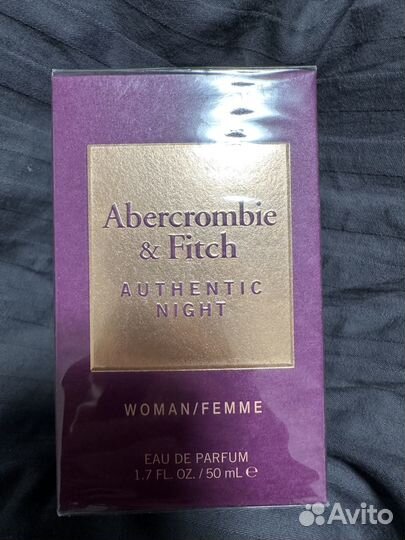 Abercrombie
& Fitch
AUTHENTIC
NIGHT
WOMAN/FEMME
EAU DE PARFUM
1.7 FL. OZ. / 50 mL ℮
Avito